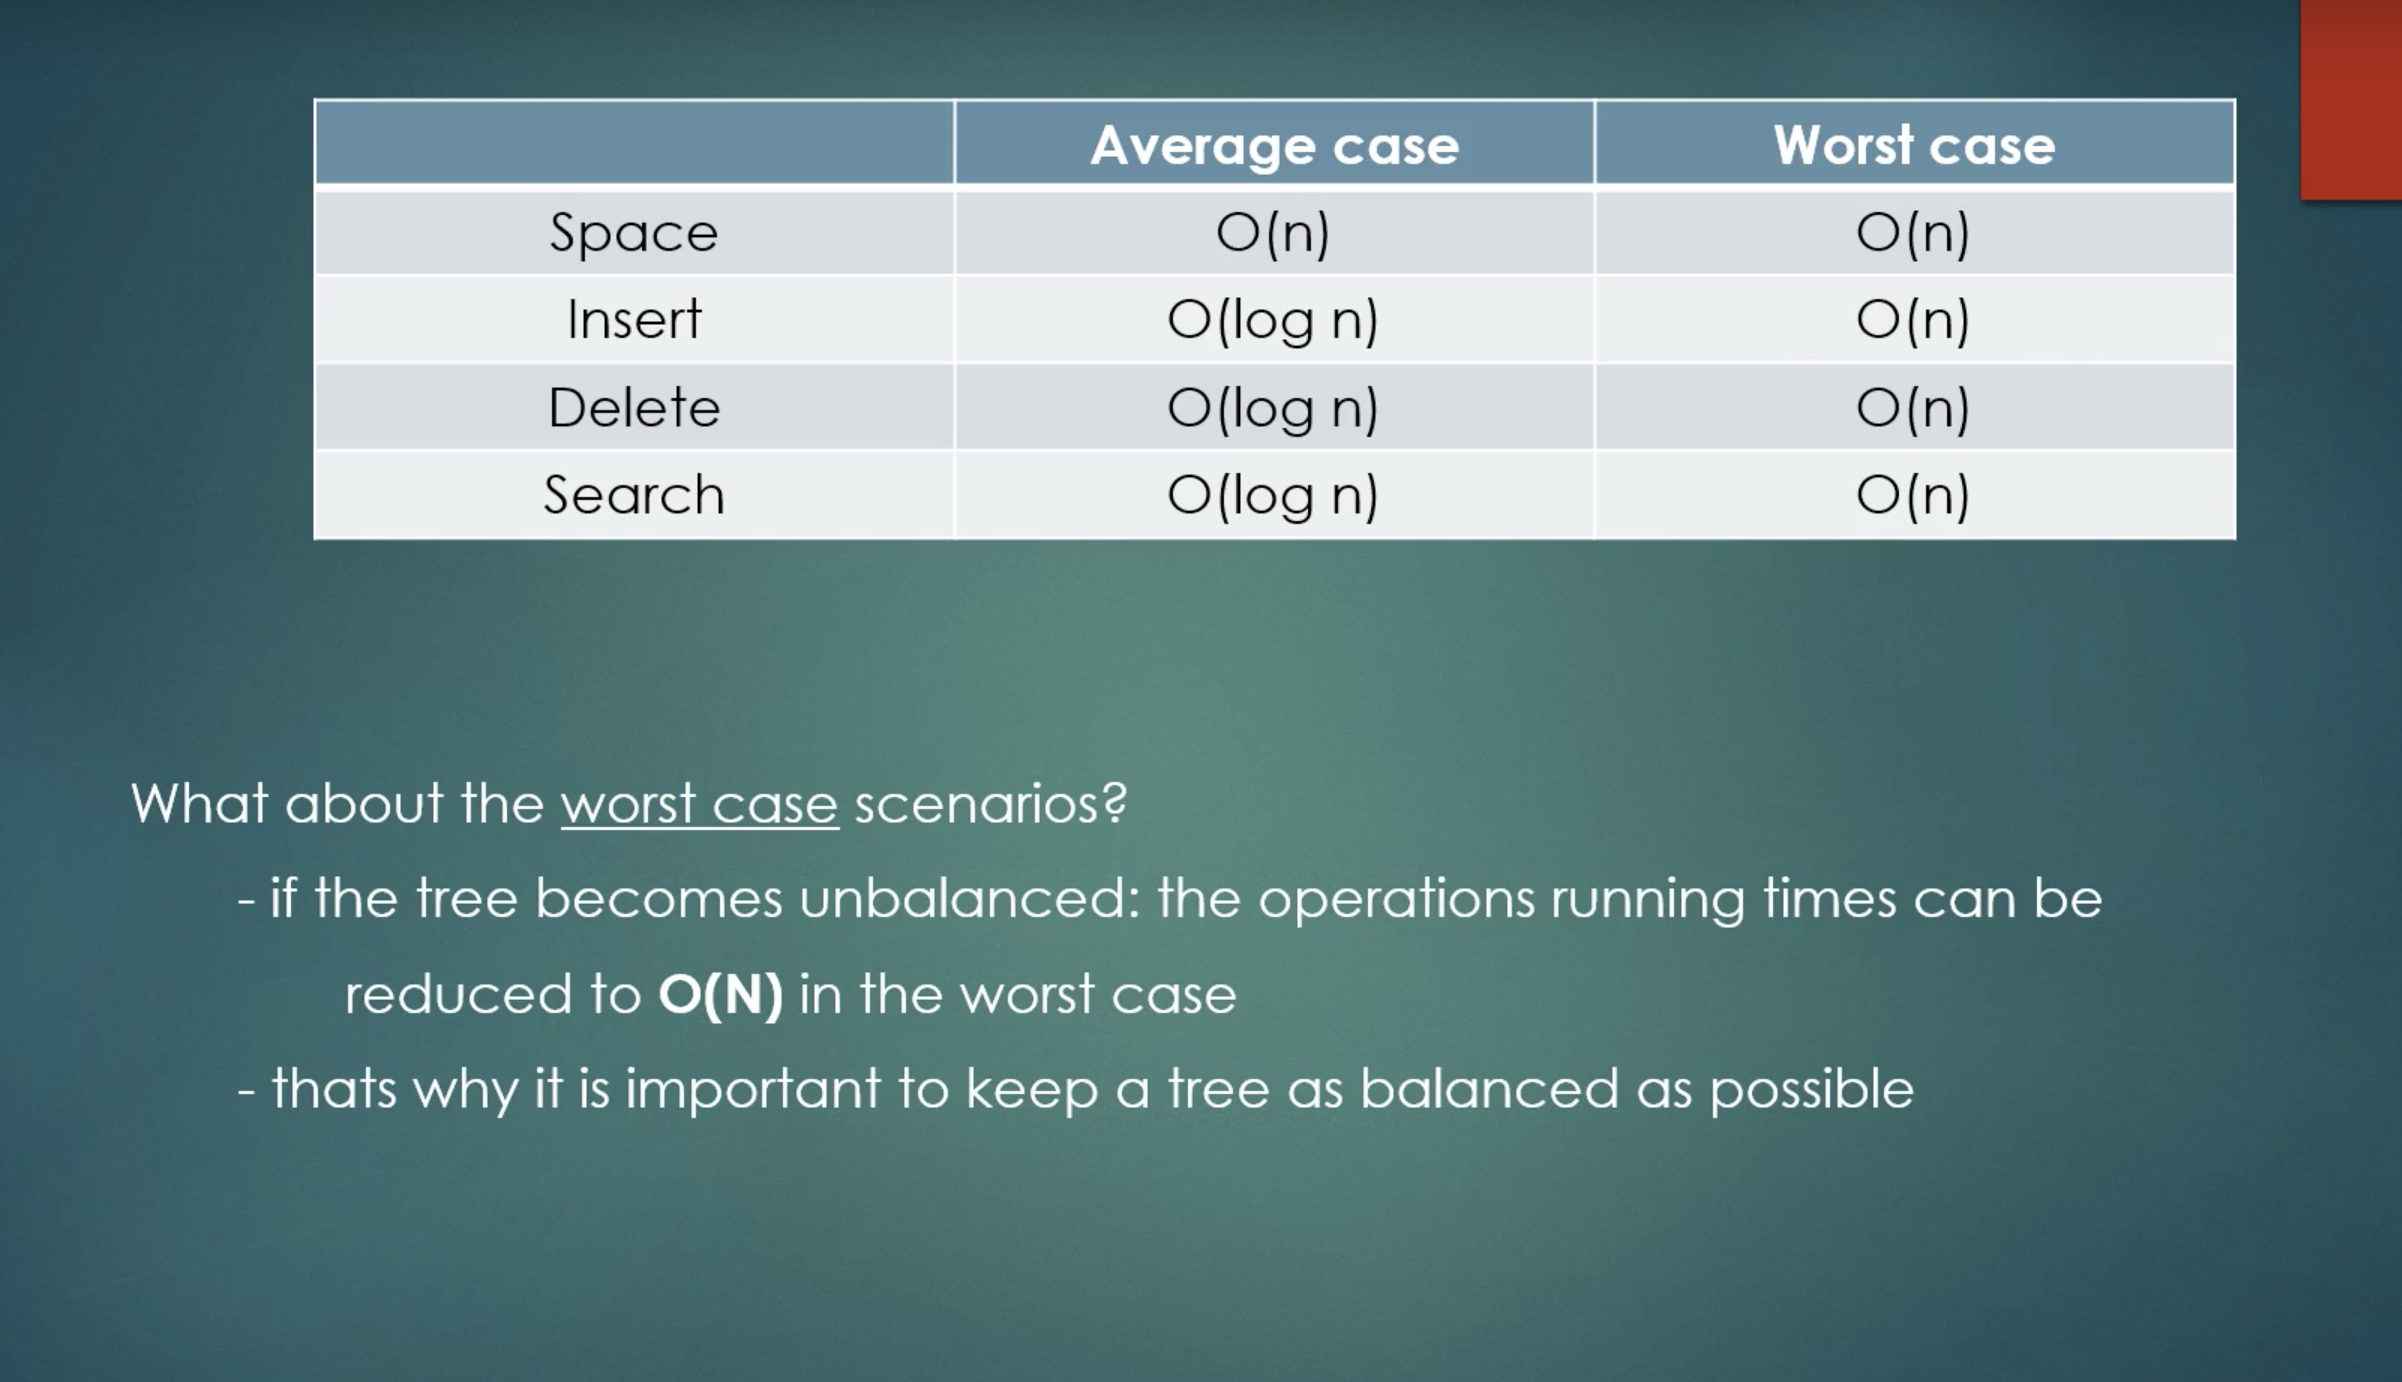 Average case Worst case
Space O(n) O(n)
Insert O(log n) O(n)
Delete O(log n) O(n)
Search O(log n) O(n)
What about the worst case scenarios?
- if the tree becomes unbalanced: the operations running times can be
reduced to O(N) in the worst case
- thats why it is important to keep a tree as balanced as possible